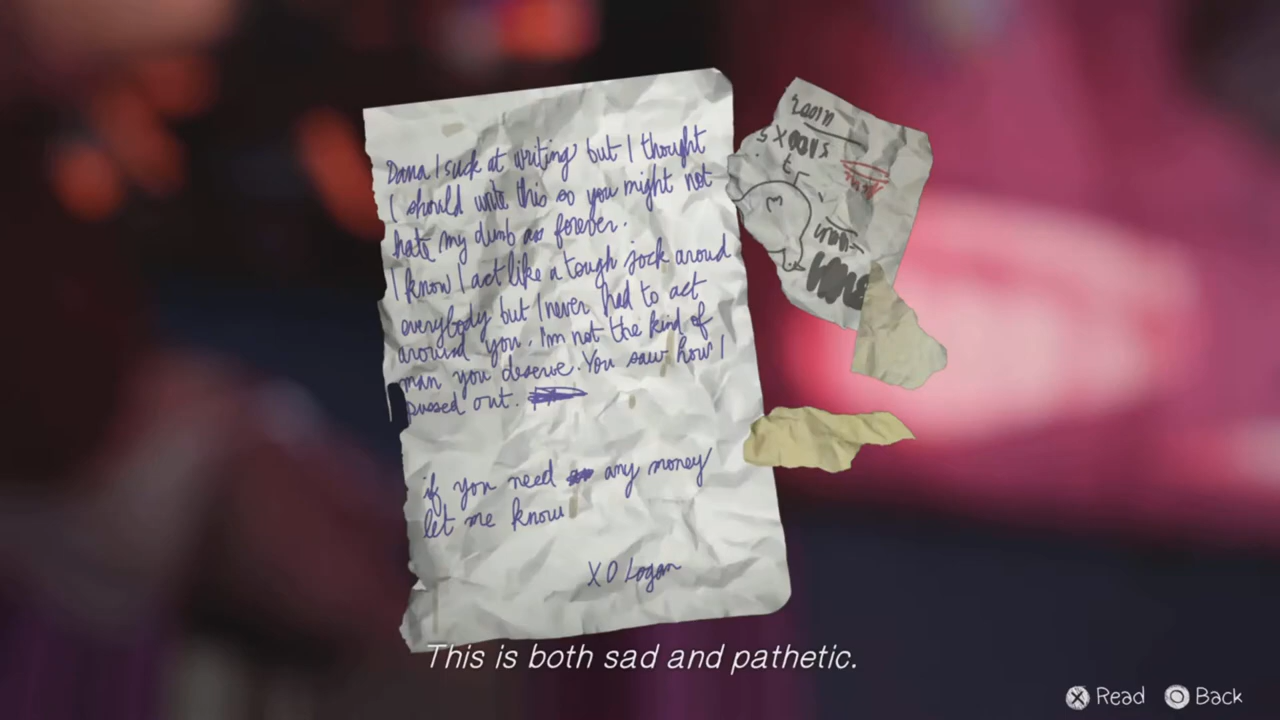 Dana I suck at writing but I thought
I should write this so you might not
hate my dumb ass forever.
I know I act like a tough jock aroud
everybody but I never had to act
around you. I'm not the kind of
man you deserve. You saw how I
pussed out.
if you need any money
let me know
XO Logan
This is both sad and pathetic.
Read Back